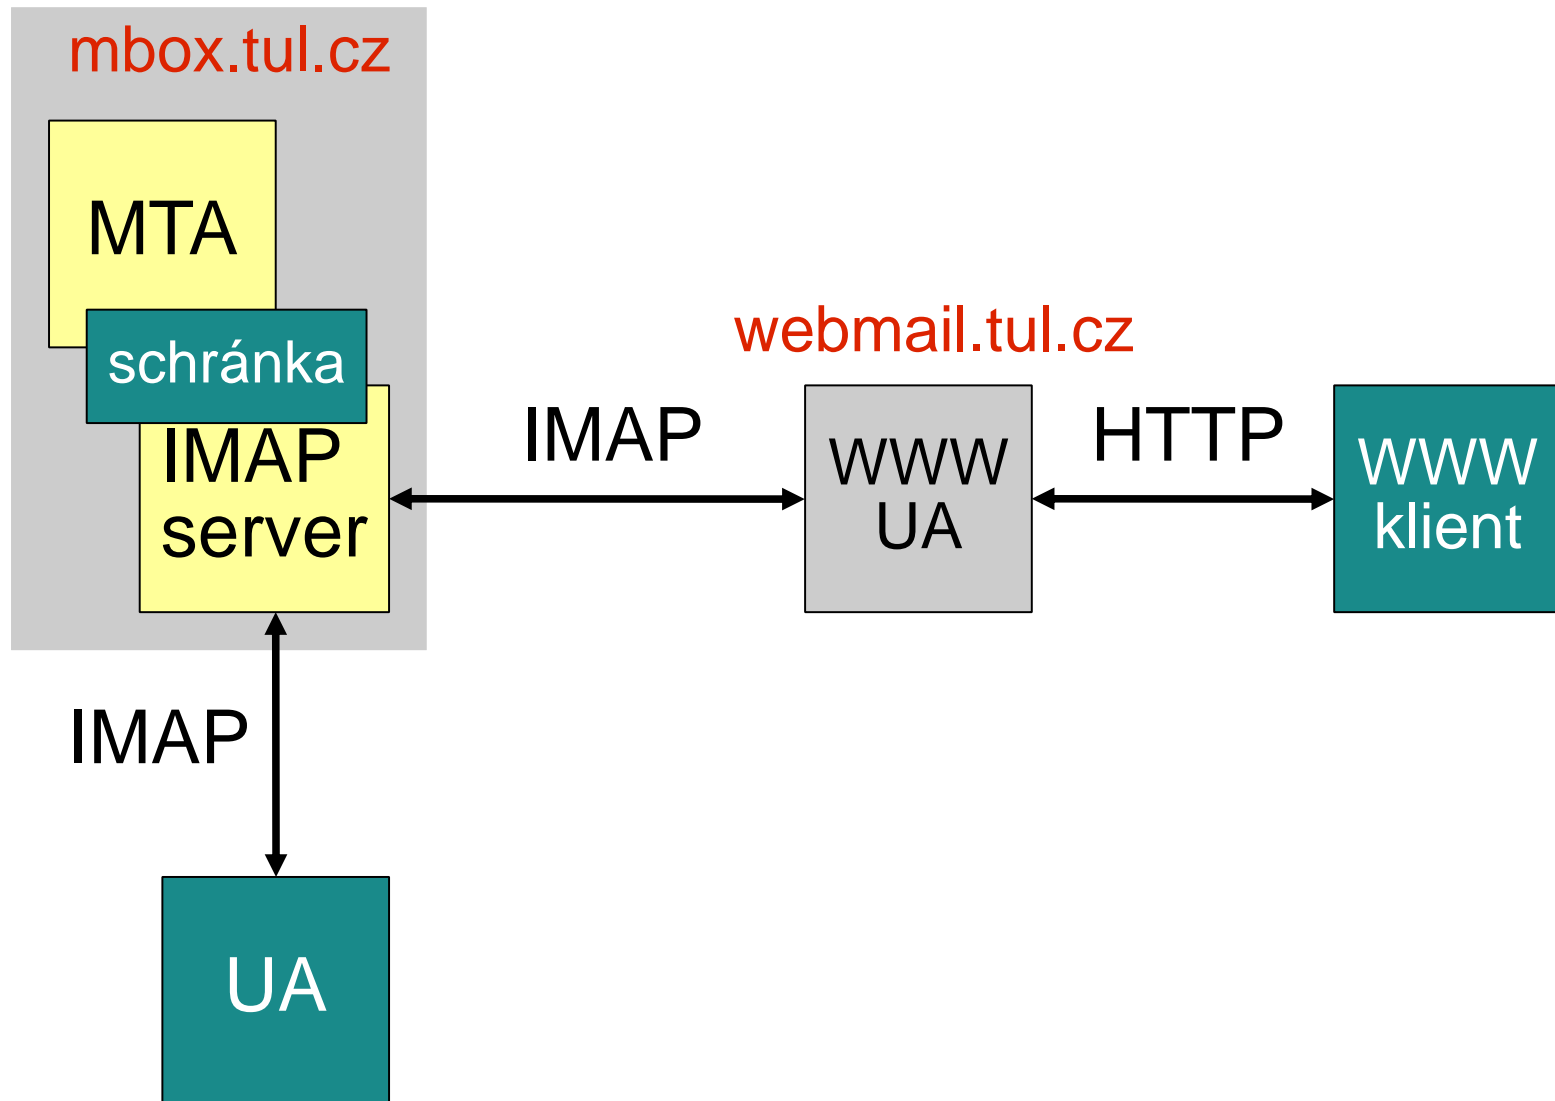 mbox.tul.cz
MTA
schránka
IMAP
server
IMAP
webmail.tul.cz
WWW
UA
HTTP
WWW
klient
IMAP
UA